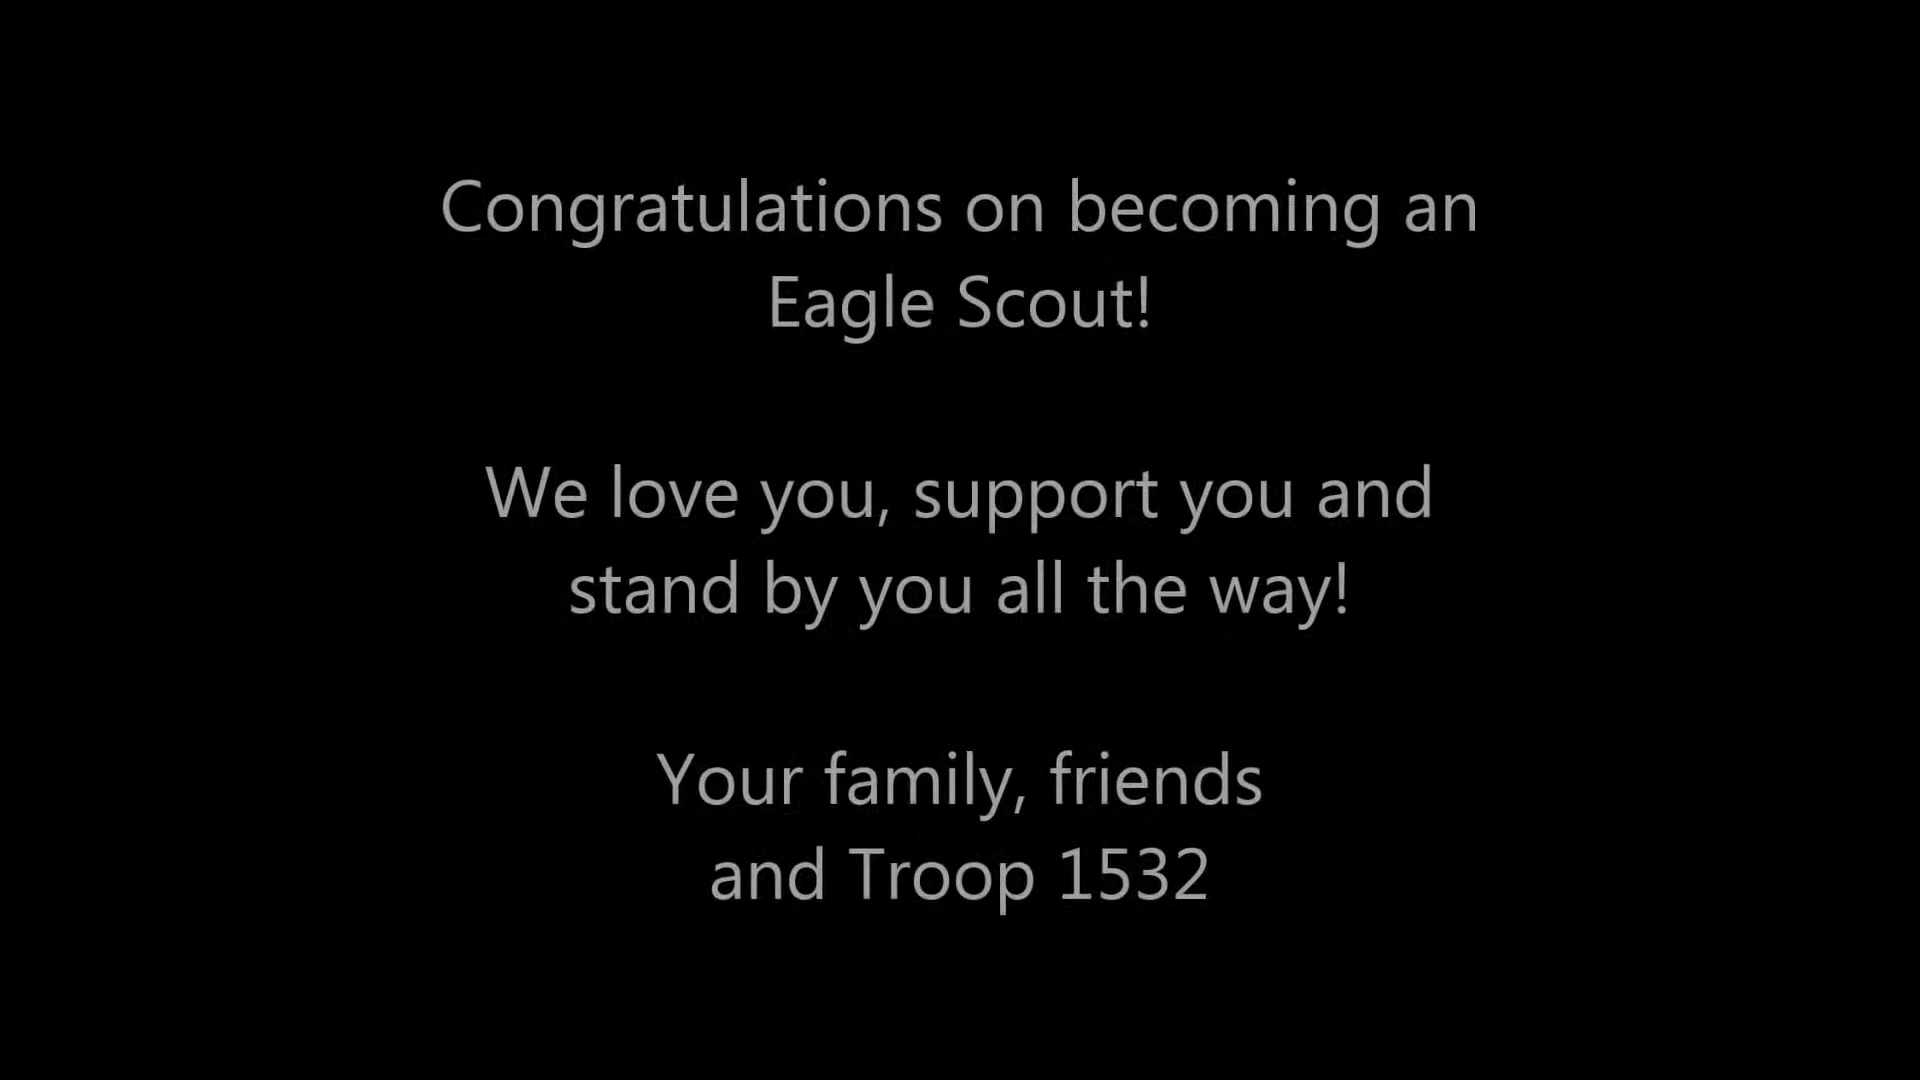 Congratulations on becoming an
Eagle Scout!
We love you, support you and
stand by you all the way!
Your family, friends
and Troop 1532